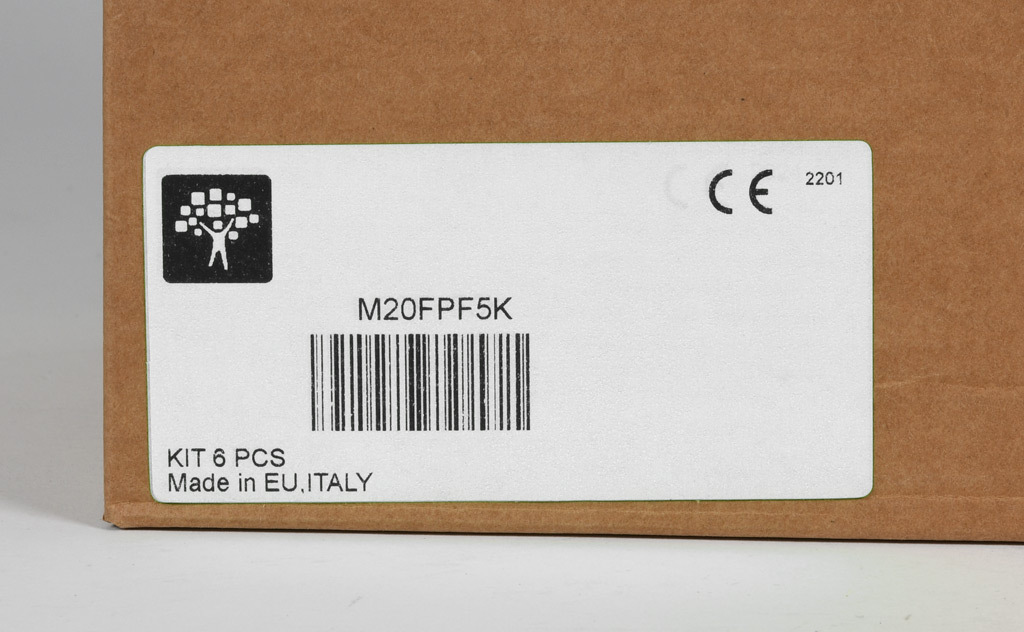 CE 2201
M20FPF5K
KIT 6 PCS
Made in EU,ITALY